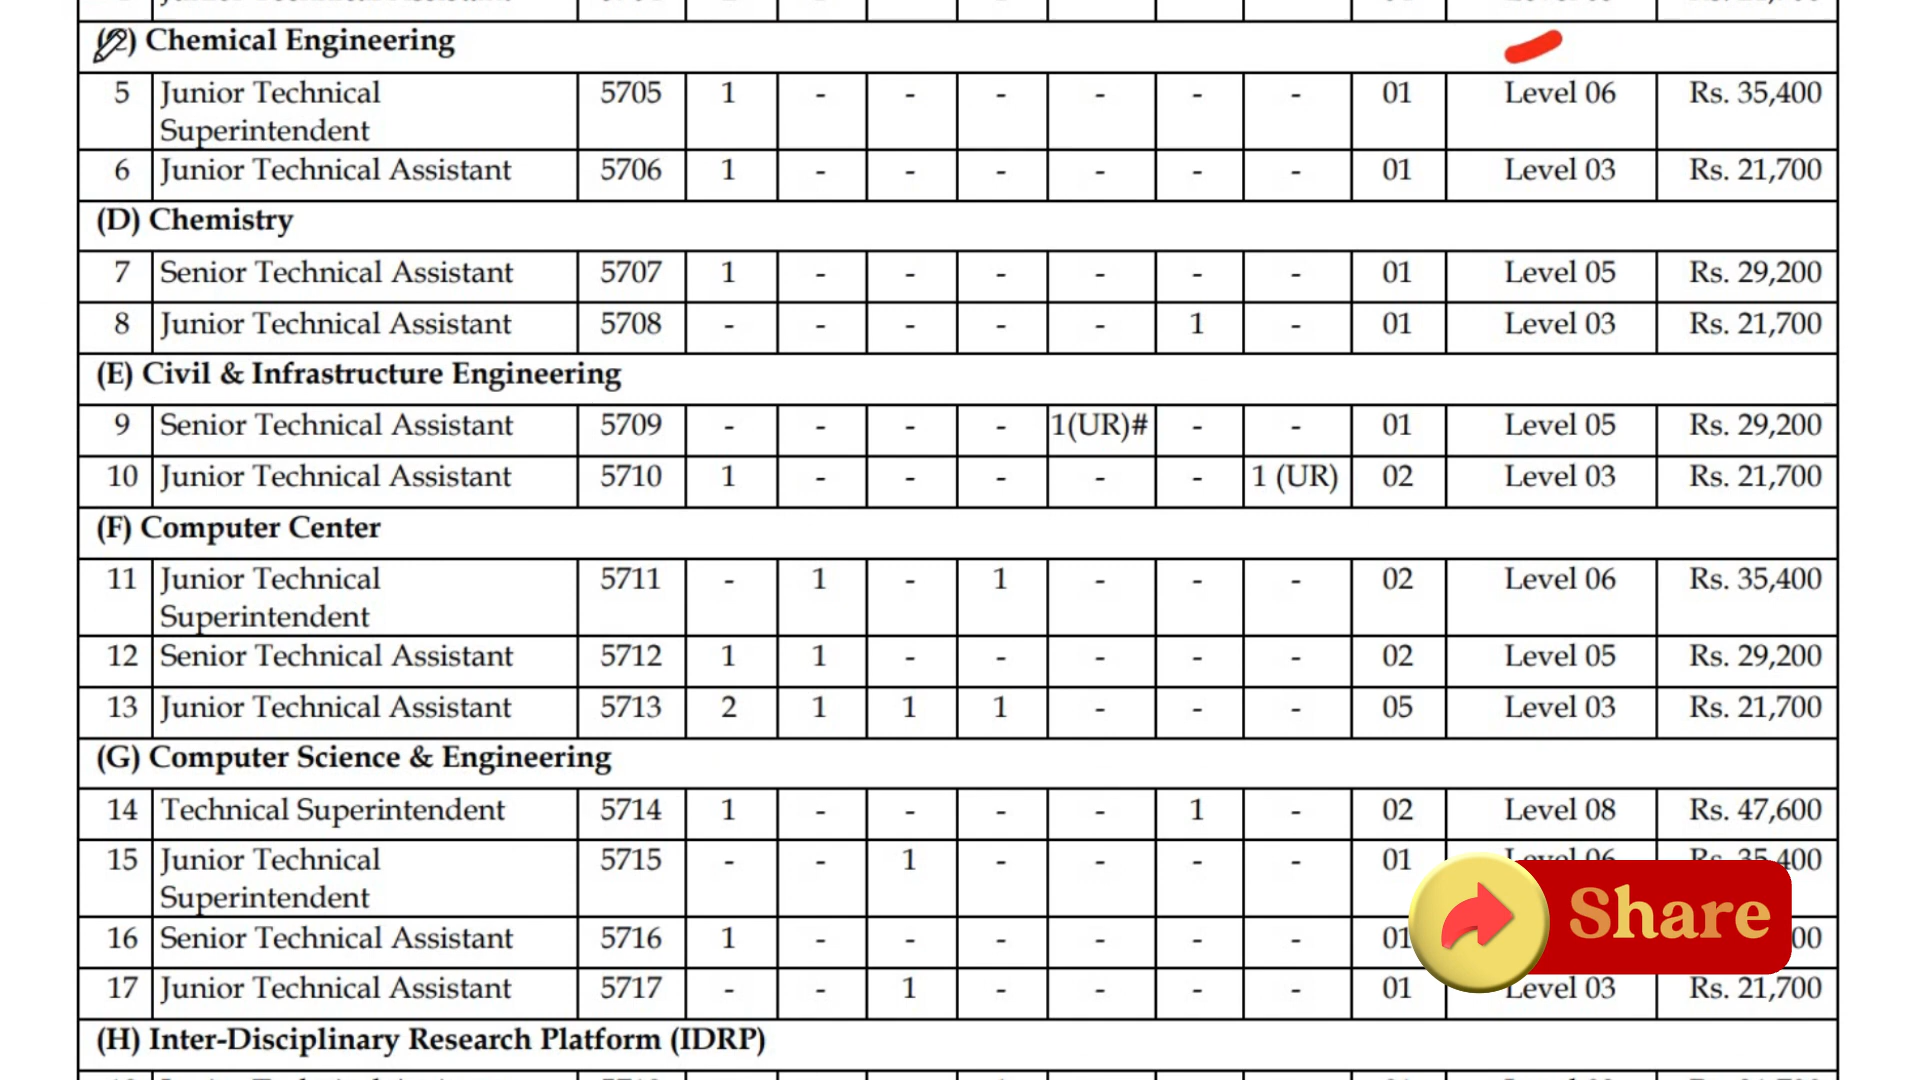 (C) Chemical Engineering
5 Junior Technical Superintendent 5705 1 - - - - - - 01 Level 06 Rs. 35,400
6 Junior Technical Assistant 5706 1 - - - - - - 01 Level 03 Rs. 21,700
(D) Chemistry
7 Senior Technical Assistant 5707 1 - - - - - - 01 Level 05 Rs. 29,200
8 Junior Technical Assistant 5708 - - - - - 1 - 01 Level 03 Rs. 21,700
(E) Civil & Infrastructure Engineering
9 Senior Technical Assistant 5709 - - - - 1(UR)# - - 01 Level 05 Rs. 29,200
10 Junior Technical Assistant 5710 1 - - - - - 1 (UR) 02 Level 03 Rs. 21,700
(F) Computer Center
11 Junior Technical Superintendent 5711 - 1 - 1 - - - 02 Level 06 Rs. 35,400
12 Senior Technical Assistant 5712 1 1 - - - - - 02 Level 05 Rs. 29,200
13 Junior Technical Assistant 5713 2 1 1 1 - - - 05 Level 03 Rs. 21,700
(G) Computer Science & Engineering
14 Technical Superintendent 5714 1 - - - - 1 - 02 Level 08 Rs. 47,600
15 Junior Technical Superintendent 5715 - - 1 - - - - 01 Level 06 Rs. 35,400
16 Senior Technical Assistant 5716 1 - - - - - - 01 00
Share
17 Junior Technical Assistant 5717 - - 1 - - - - 01 Level 03 Rs. 21,700
(H) Inter-Disciplinary Research Platform (IDRP)